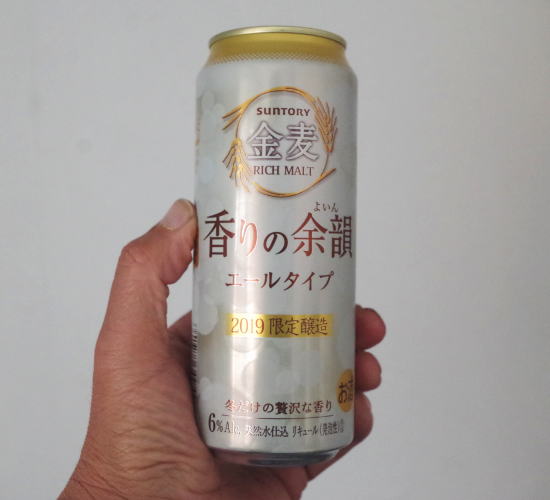 SUNTORY
金麦
RICH MALT
よいん
香りの余韻
エールタイプ
2019 限定醸造
冬だけの贅沢な香り
お酒
6%Alc. 天然水仕込 リキュール(発泡性)①